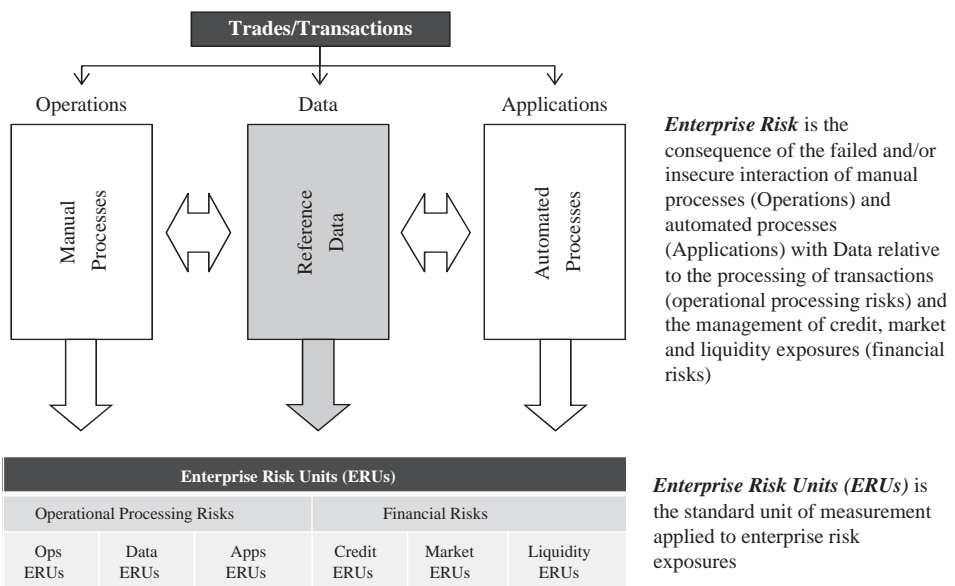 Trades/Transactions
Operations
Data
Applications
Manual
Processes
Reference
Data
Automated
Processes
Enterprise Risk is the
consequence of the failed and/or
insecure interaction of manual
processes (Operations) and
automated processes
(Applications) with Data relative
to the processing of transactions
(operational processing risks) and
the management of credit, market
and liquidity exposures (financial
risks)
Enterprise Risk Units (ERUs)
Operational Processing Risks
Financial Risks
Ops
ERUs
Data
ERUs
Apps
ERUs
Credit
ERUs
Market
ERUs
Liquidity
ERUs
Enterprise Risk Units (ERUs) is
the standard unit of measurement
applied to enterprise risk
exposures